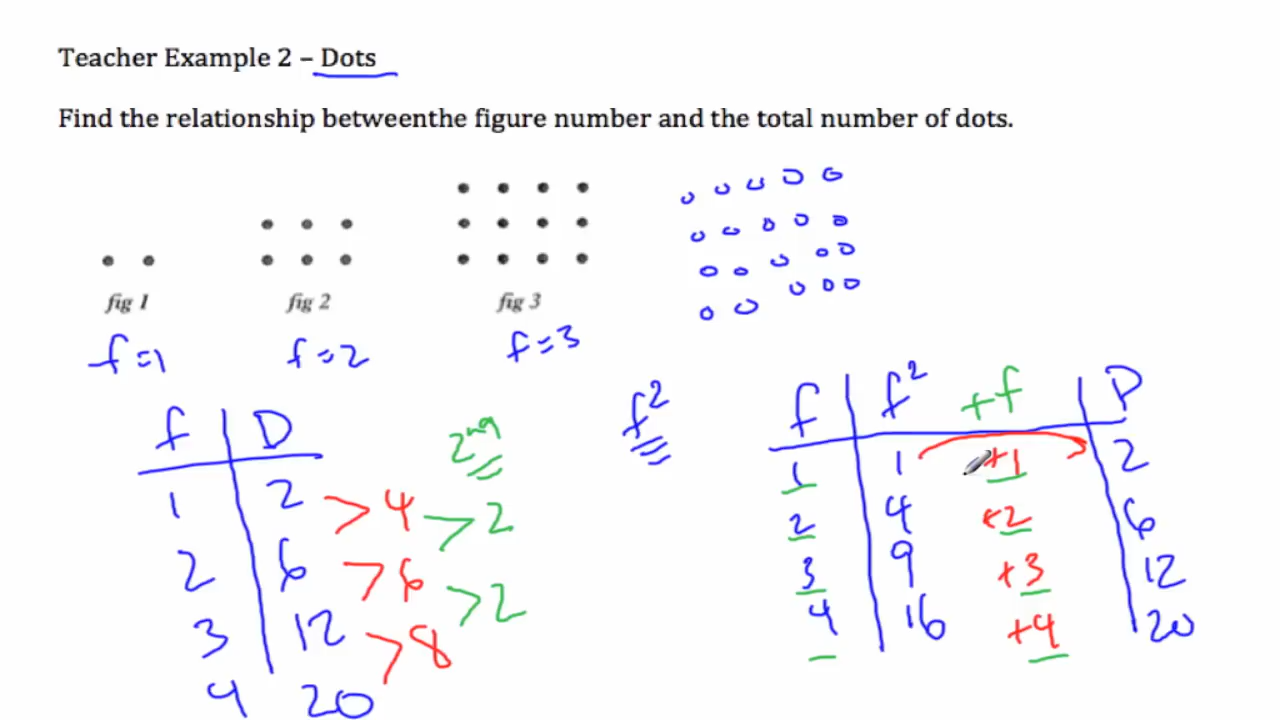 Teacher Example 2 – Dots
Find the relationship betweenthe figure number and the total number of dots.
fig 1 fig 2 fig 3
f=1 f=2 f=3
f D 2nd
1 2 >4 >2
2 6 >6 >2
3 12 >8
4 20
f²
f f² +f D
1 1 +1 2
2 4 +2 6
3 9 +3 12
4 16 +4 20